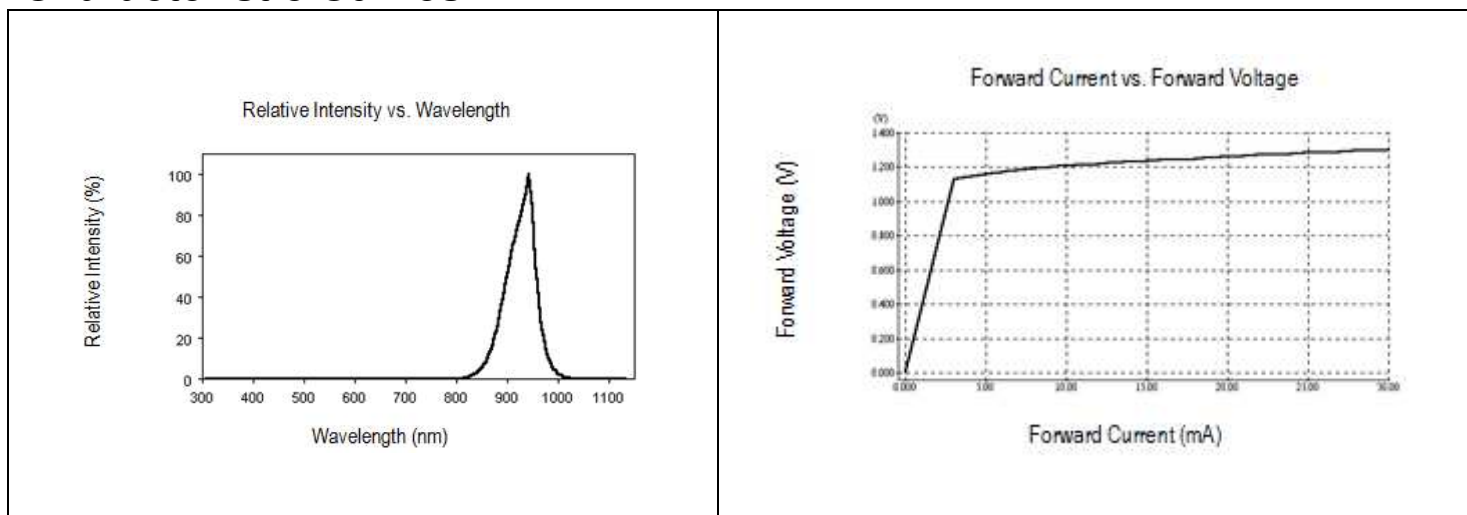 Relative Intensity vs. Wavelength
Relative Intensity (%)
100
80
60
40
20
0
300 400 500 600 700 800 900 1000 1100
Wavelength (nm)
Forward Current vs. Forward Voltage
Forward Voltage (V)
(V)
1.400
1.200
1.000
0.800
0.600
0.400
0.200
0.000
0.000 5.00 10.00 15.00 20.00 25.00 30.00
Forward Current (mA)